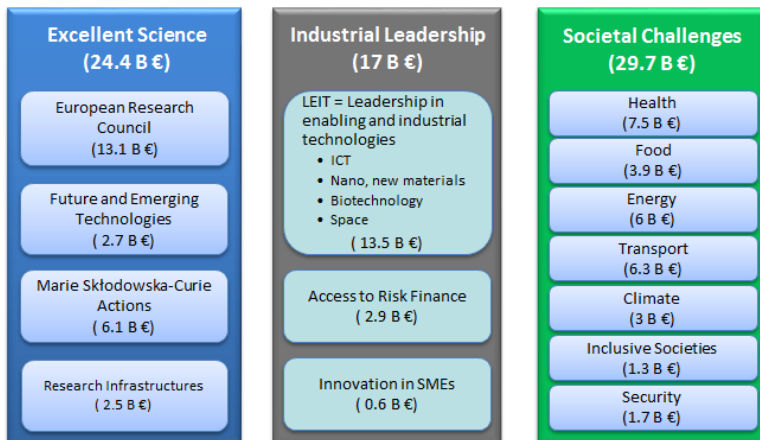 Excellent Science
(24.4 B €)
European Research
Council
(13.1 B €)
Future and Emerging
Technologies
( 2.7 B €)
Marie Skłodowska-Curie
Actions
( 6.1 B €)
Research Infrastructures
( 2.5 B €)
Industrial Leadership
(17 B €)
LEIT = Leadership in
enabling and industrial
technologies
• ICT
• Nano, new materials
• Biotechnology
• Space
( 13.5 B €)
Access to Risk Finance
( 2.9 B €)
Innovation in SMEs
( 0.6 B €)
Societal Challenges
(29.7 B €)
Health
(7.5 B €)
Food
(3.9 B €)
Energy
(6 B €)
Transport
(6.3 B €)
Climate
(3 B €)
Inclusive Societies
(1.3 B €)
Security
(1.7 B €)